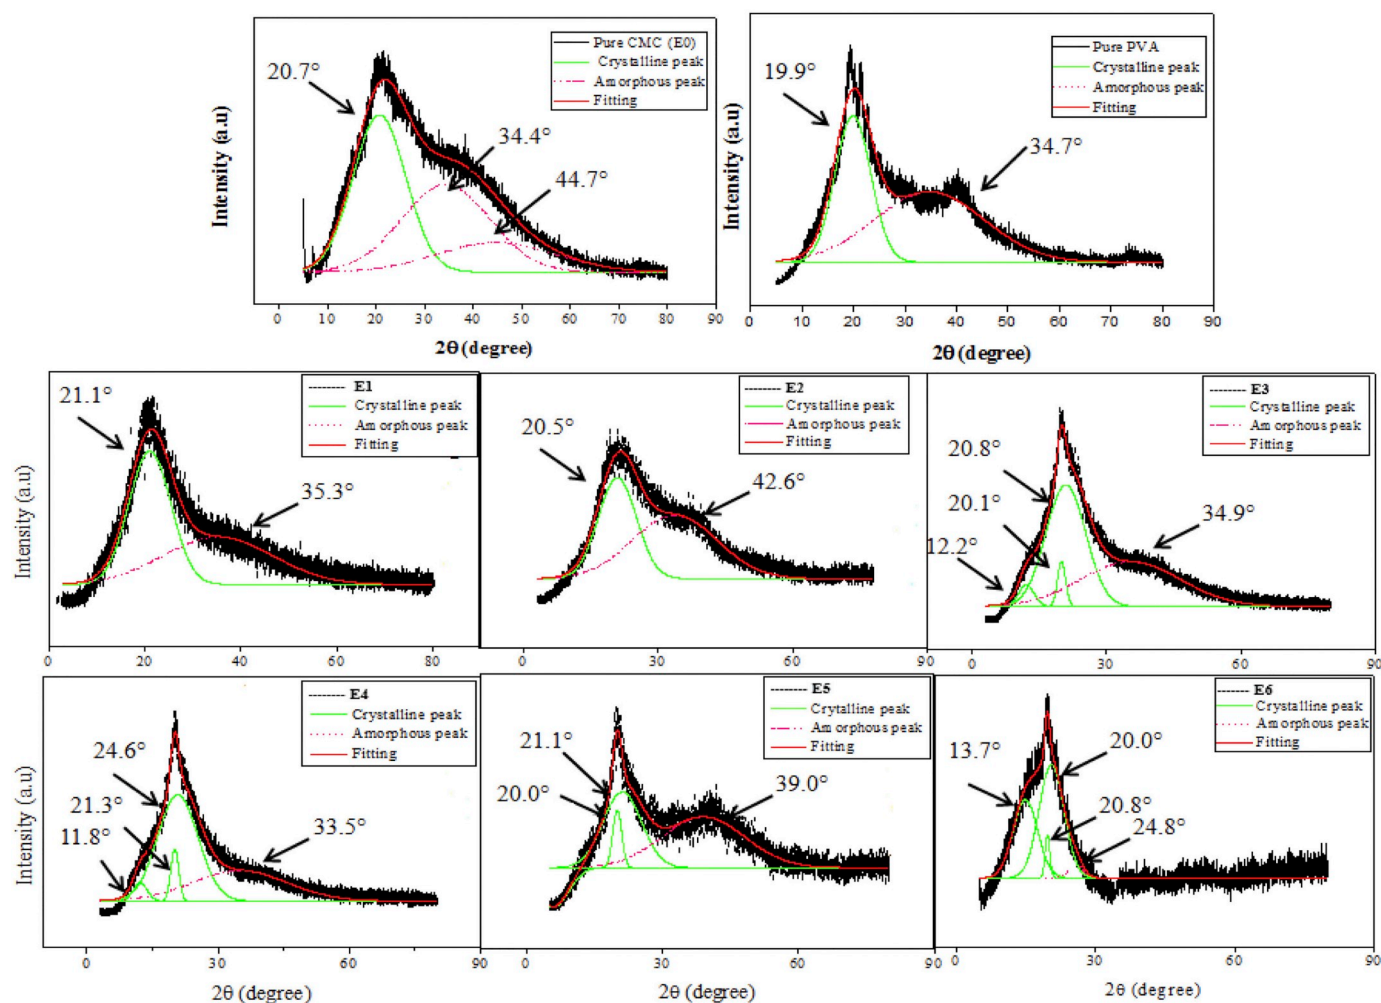 Pure CMC (E0)
Crystalline peak
Amorphous peak
Fitting
20.7°
34.4°
44.7°
Intensity (a.u)
0 10 20 30 40 50 60 70 80 90
2θ (degree)
Pure PVA
Crystalline peak
Amorphous peak
Fitting
19.9°
34.7°
Intensity (a.u)
0 10 20 30 40 50 60 70 80 90
2θ (degree)
E1
Crystalline peak
Amorphous peak
Fitting
21.1°
35.3°
Intensity (a.u)
0 20 40 60 80
E2
Crystalline peak
Amorphous peak
Fitting
20.5°
42.6°
0 30 60 90
E3
Crystalline peak
Amorphous peak
Fitting
20.8°
20.1°
12.2°
34.9°
0 30 60 90
E4
Crystalline peak
Amorphous peak
Fitting
24.6°
21.3°
11.8°
33.5°
Intensity (a.u)
0 30 60 90
2θ (degree)
E5
Crytalline peak
Amorphous peak
Fitting
21.1°
20.0°
39.0°
0 30 60 90
2θ (degree)
E6
Crystalline peak
Amorphous peak
Fitting
13.7°
20.0°
20.8°
24.8°
0 30 60 90
2θ (degree)